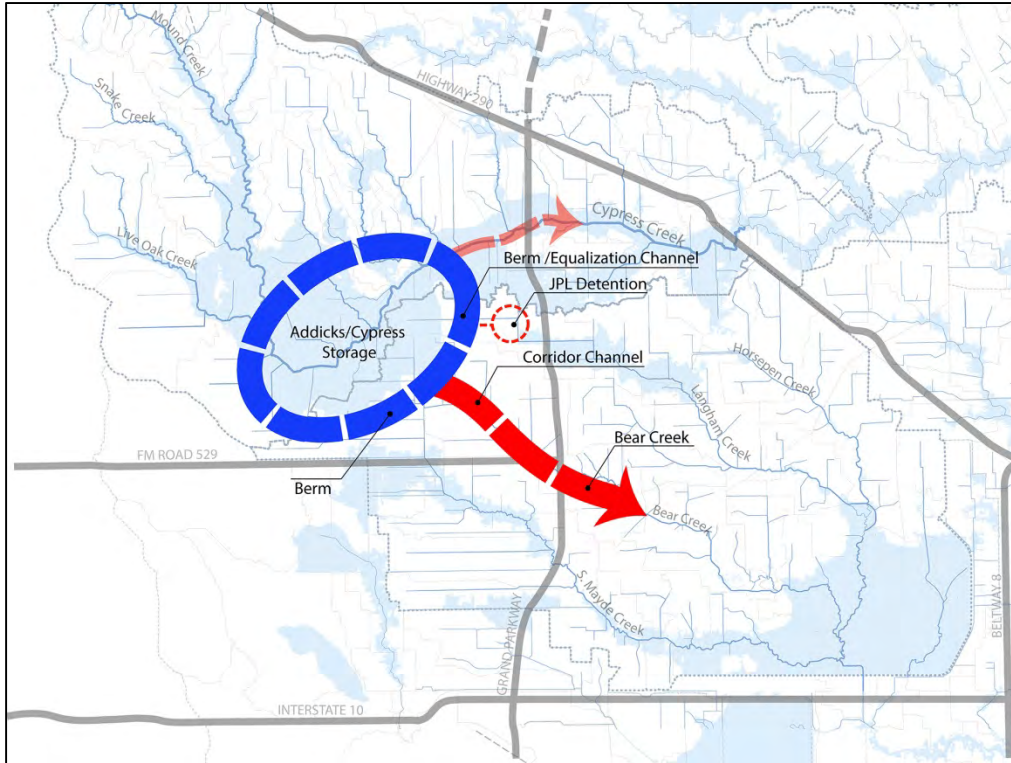 Mound Creek
Snake Creek
HIGHWAY 290
Cypress Creek
Live Oak Creek
Berm /Equalization Channel
JPL Detention
Addicks/Cypress
Storage
Corridor Channel
Horsepen Creek
Langham Creek
Bear Creek
FM ROAD 529
Berm
Bear Creek
S. Mayde Creek
GRAND PARKWAY
BELTWAY 8
INTERSTATE 10